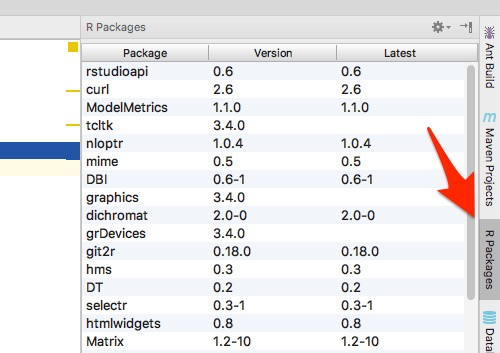 R Packages
Package Version Latest
rstudioapi 0.6 0.6
curl 2.6 2.6
ModelMetrics 1.1.0 1.1.0
tcltk 3.4.0
nloptr 1.0.4 1.0.4
mime 0.5 0.5
DBI 0.6-1 0.6-1
graphics 3.4.0
dichromat 2.0-0 2.0-0
grDevices 3.4.0
git2r 0.18.0 0.18.0
hms 0.3 0.3
DT 0.2 0.2
selectr 0.3-1 0.3-1
htmlwidgets 0.8 0.8
Matrix 1.2-10 1.2-10
Ant Build
m Maven Projects
R Packages
Data